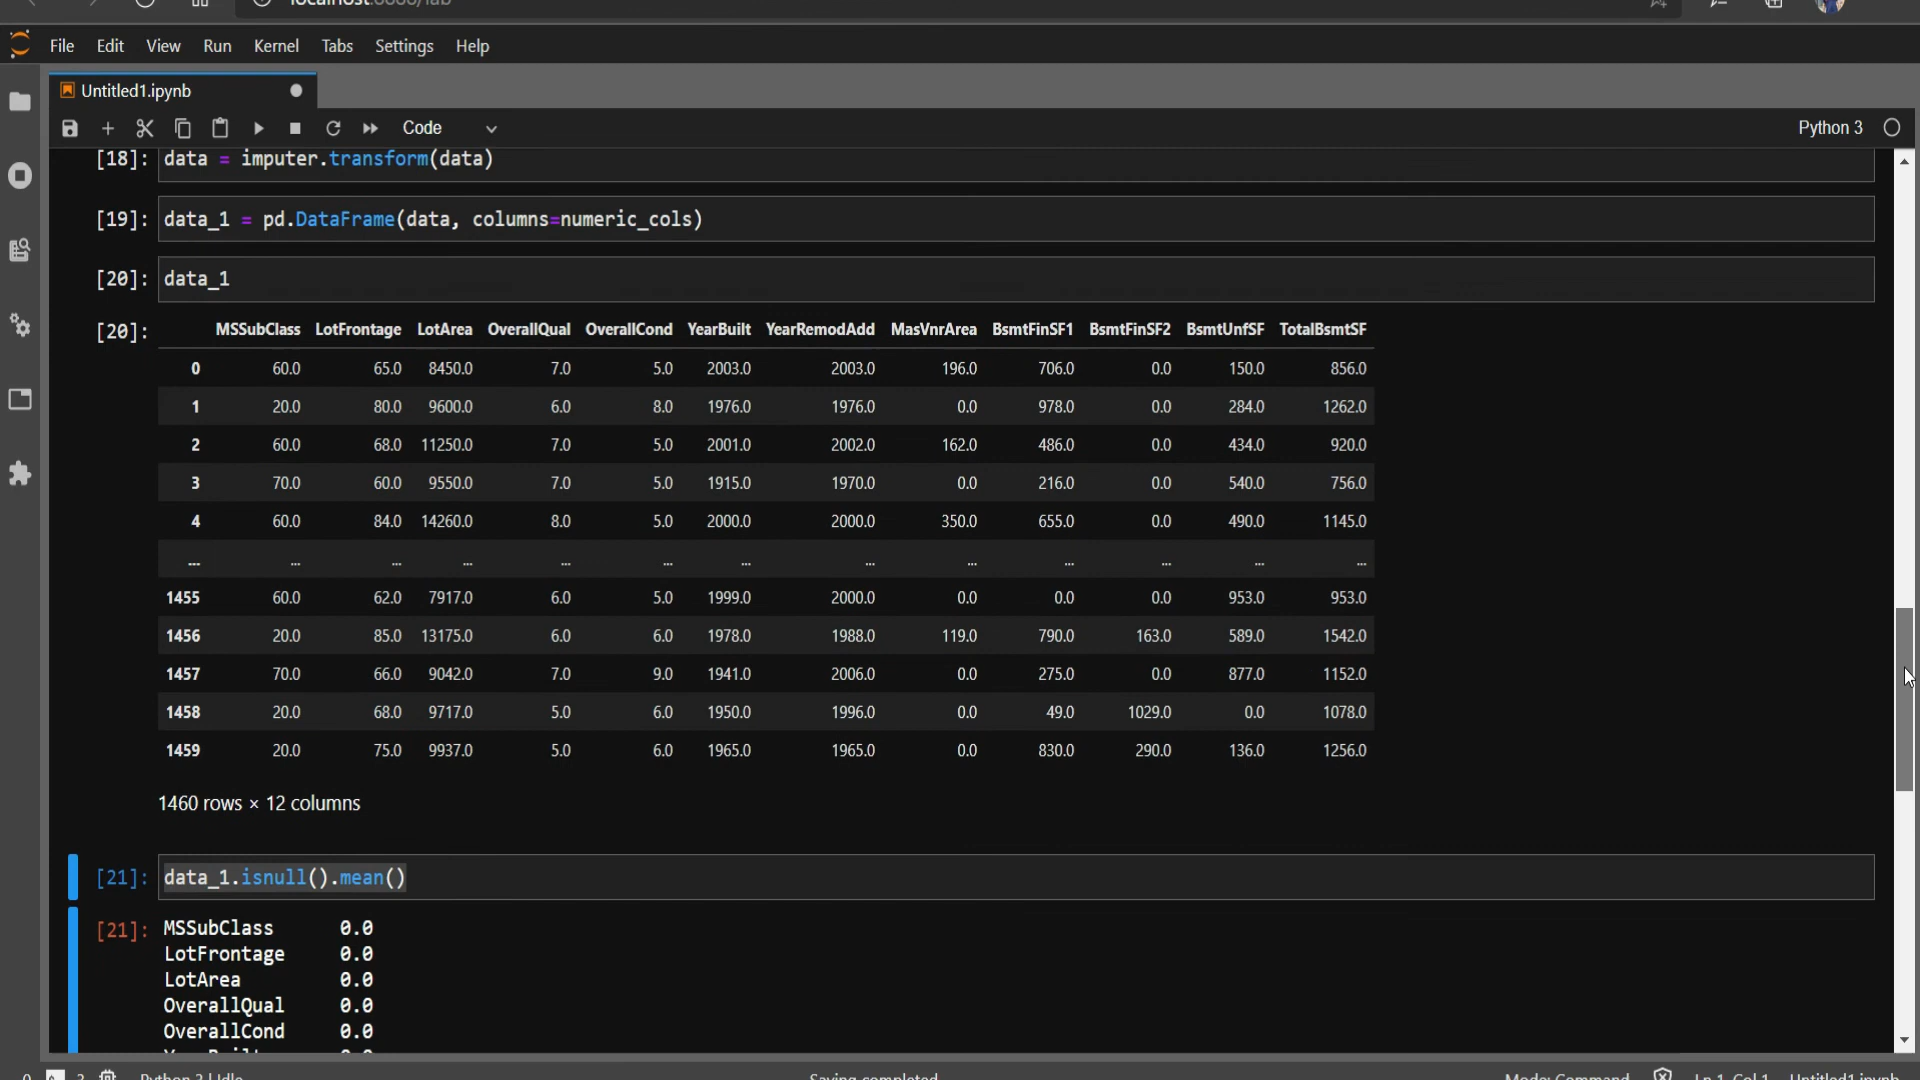 localhost:8888/lab
File Edit View Run Kernel Tabs Settings Help
Untitled1.ipynb
Code Python 3
[18]: data = imputer.transform(data)
[19]: data_1 = pd.DataFrame(data, columns=numeric_cols)
[20]: data_1
[20]: MSSubClass LotFrontage LotArea OverallQual OverallCond YearBuilt YearRemodAdd MasVnrArea BsmtFinSF1 BsmtFinSF2 BsmtUnfSF TotalBsmtSF
0 60.0 65.0 8450.0 7.0 5.0 2003.0 2003.0 196.0 706.0 0.0 150.0 856.0
1 20.0 80.0 9600.0 6.0 8.0 1976.0 1976.0 0.0 978.0 0.0 284.0 1262.0
2 60.0 68.0 11250.0 7.0 5.0 2001.0 2002.0 162.0 486.0 0.0 434.0 920.0
3 70.0 60.0 9550.0 7.0 5.0 1915.0 1970.0 0.0 216.0 0.0 540.0 756.0
4 60.0 84.0 14260.0 8.0 5.0 2000.0 2000.0 350.0 655.0 0.0 490.0 1145.0
... ... ... ... ... ... ... ... ... ... ... ... ...
1455 60.0 62.0 7917.0 6.0 5.0 1999.0 2000.0 0.0 0.0 0.0 953.0 953.0
1456 20.0 85.0 13175.0 6.0 6.0 1978.0 1988.0 119.0 790.0 163.0 589.0 1542.0
1457 70.0 66.0 9042.0 7.0 9.0 1941.0 2006.0 0.0 275.0 0.0 877.0 1152.0
1458 20.0 68.0 9717.0 5.0 6.0 1950.0 1996.0 0.0 49.0 1029.0 0.0 1078.0
1459 20.0 75.0 9937.0 5.0 6.0 1965.0 1965.0 0.0 830.0 290.0 136.0 1256.0
1460 rows × 12 columns
[21]: data_1.isnull().mean()
[21]: MSSubClass 0.0
LotFrontage 0.0
LotArea 0.0
OverallQual 0.0
OverallCond 0.0
YearBuilt 0.0
Python 3 | Idle Saving completed Mode: Command Ln 1, Col 1 Untitled1.ipynb